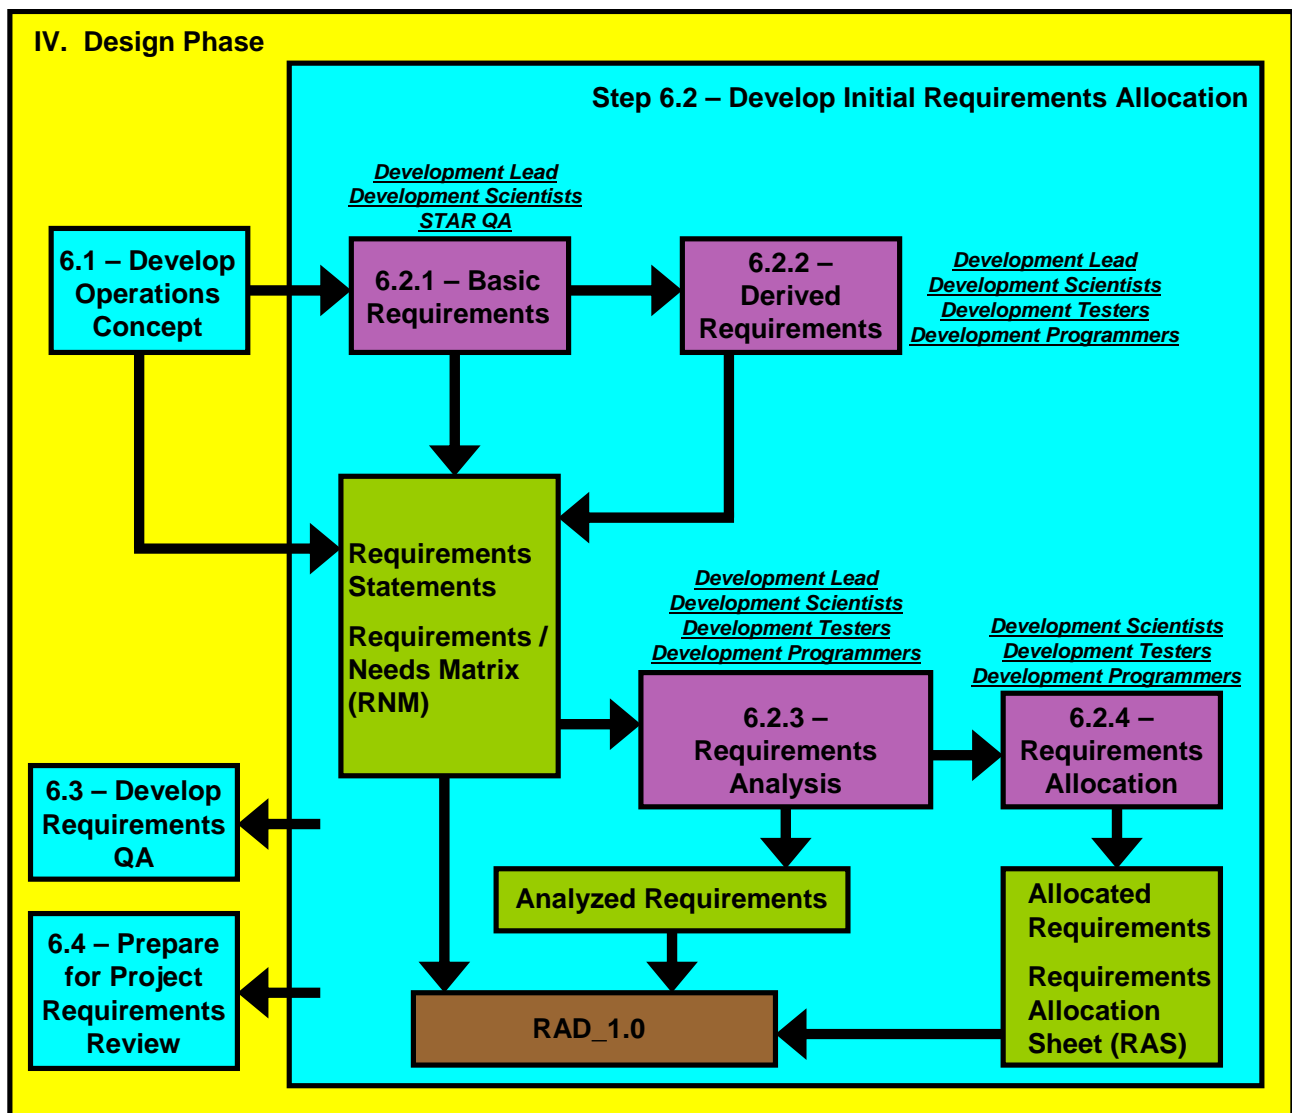 IV.  Design Phase
Step 6.2 – Develop Initial Requirements Allocation
Development Lead
Development Scientists
STAR QA
6.1 – Develop
Operations
Concept
6.2.1 – Basic
Requirements
6.2.2 –
Derived
Requirements
Development Lead
Development Scientists
Development Testers
Development Programmers
Requirements
Statements
Requirements /
Needs Matrix
(RNM)
Development Lead
Development Scientists
Development Testers
Development Programmers
Development Scientists
Development Testers
Development Programmers
6.2.3 –
Requirements
Analysis
6.2.4 –
Requirements
Allocation
6.3 – Develop
Requirements
QA
Analyzed Requirements
Allocated
Requirements
Requirements
Allocation
Sheet (RAS)
6.4 – Prepare
for Project
Requirements
Review
RAD_1.0